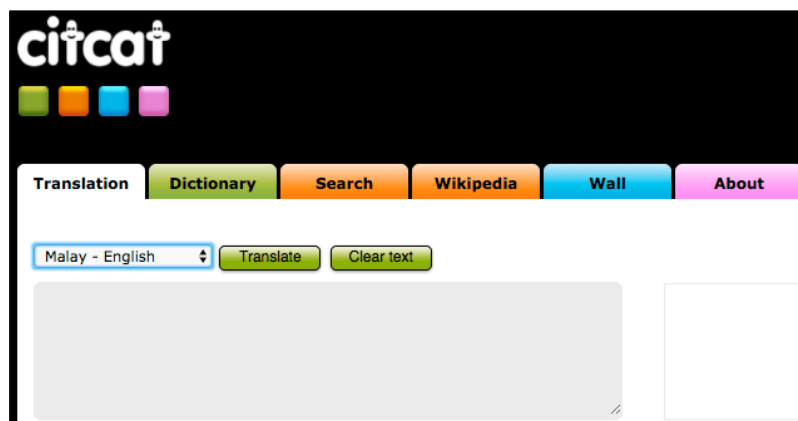 citcat
Translation Dictionary Search Wikipedia Wall About
Malay - English Translate Clear text